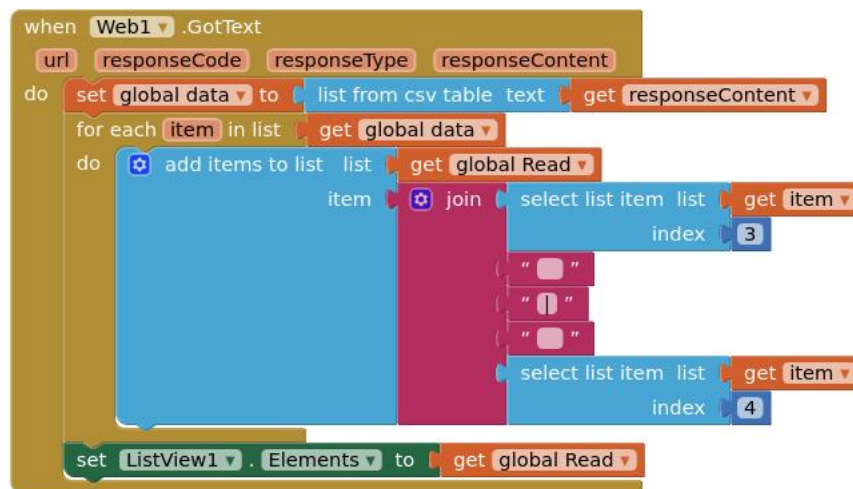 when Web1 .GotText
url responseCode responseType responseContent
do set global data to list from csv table text get responseContent
for each item in list get global data
do add items to list list get global Read
item join select list item list get item
index 3
“ ”
“ | ”
“ ”
select list item list get item
index 4
set ListView1 . Elements to get global Read